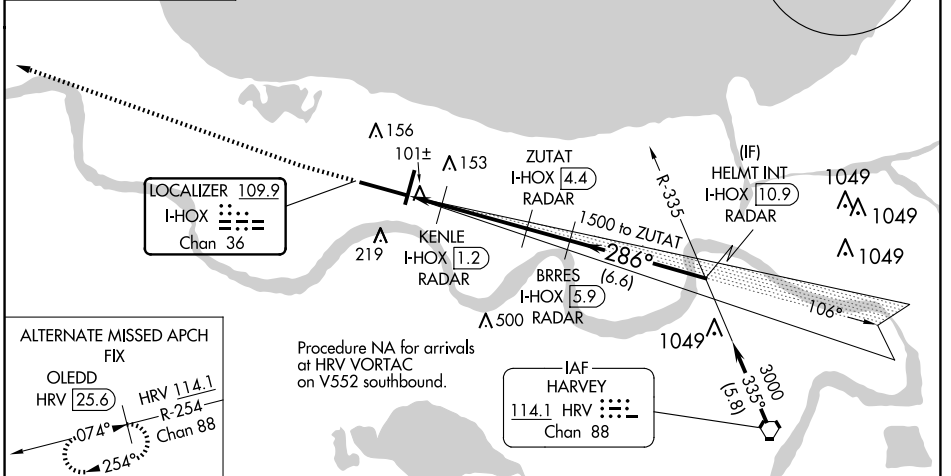 156
101±
153
ZUTAT
I-HOX 4.4
RADAR
(IF)
HELMT INT
I-HOX 10.9
RADAR
1049
1049
1049
R-335
LOCALIZER 109.9
I-HOX
Chan 36
219
KENLE
I-HOX 1.2
RADAR
1500 to ZUTAT
286°
(6.6)
BRRES
I-HOX 5.9
RADAR
500
106°
1049
3000
335°
(5.8)
Procedure NA for arrivals
at HRV VORTAC
on V552 southbound.
IAF
HARVEY
114.1 HRV
Chan 88
ALTERNATE MISSED APCH
FIX
OLEDD
HRV 25.6
HRV 114.1
R-254
Chan 88
074°
254°